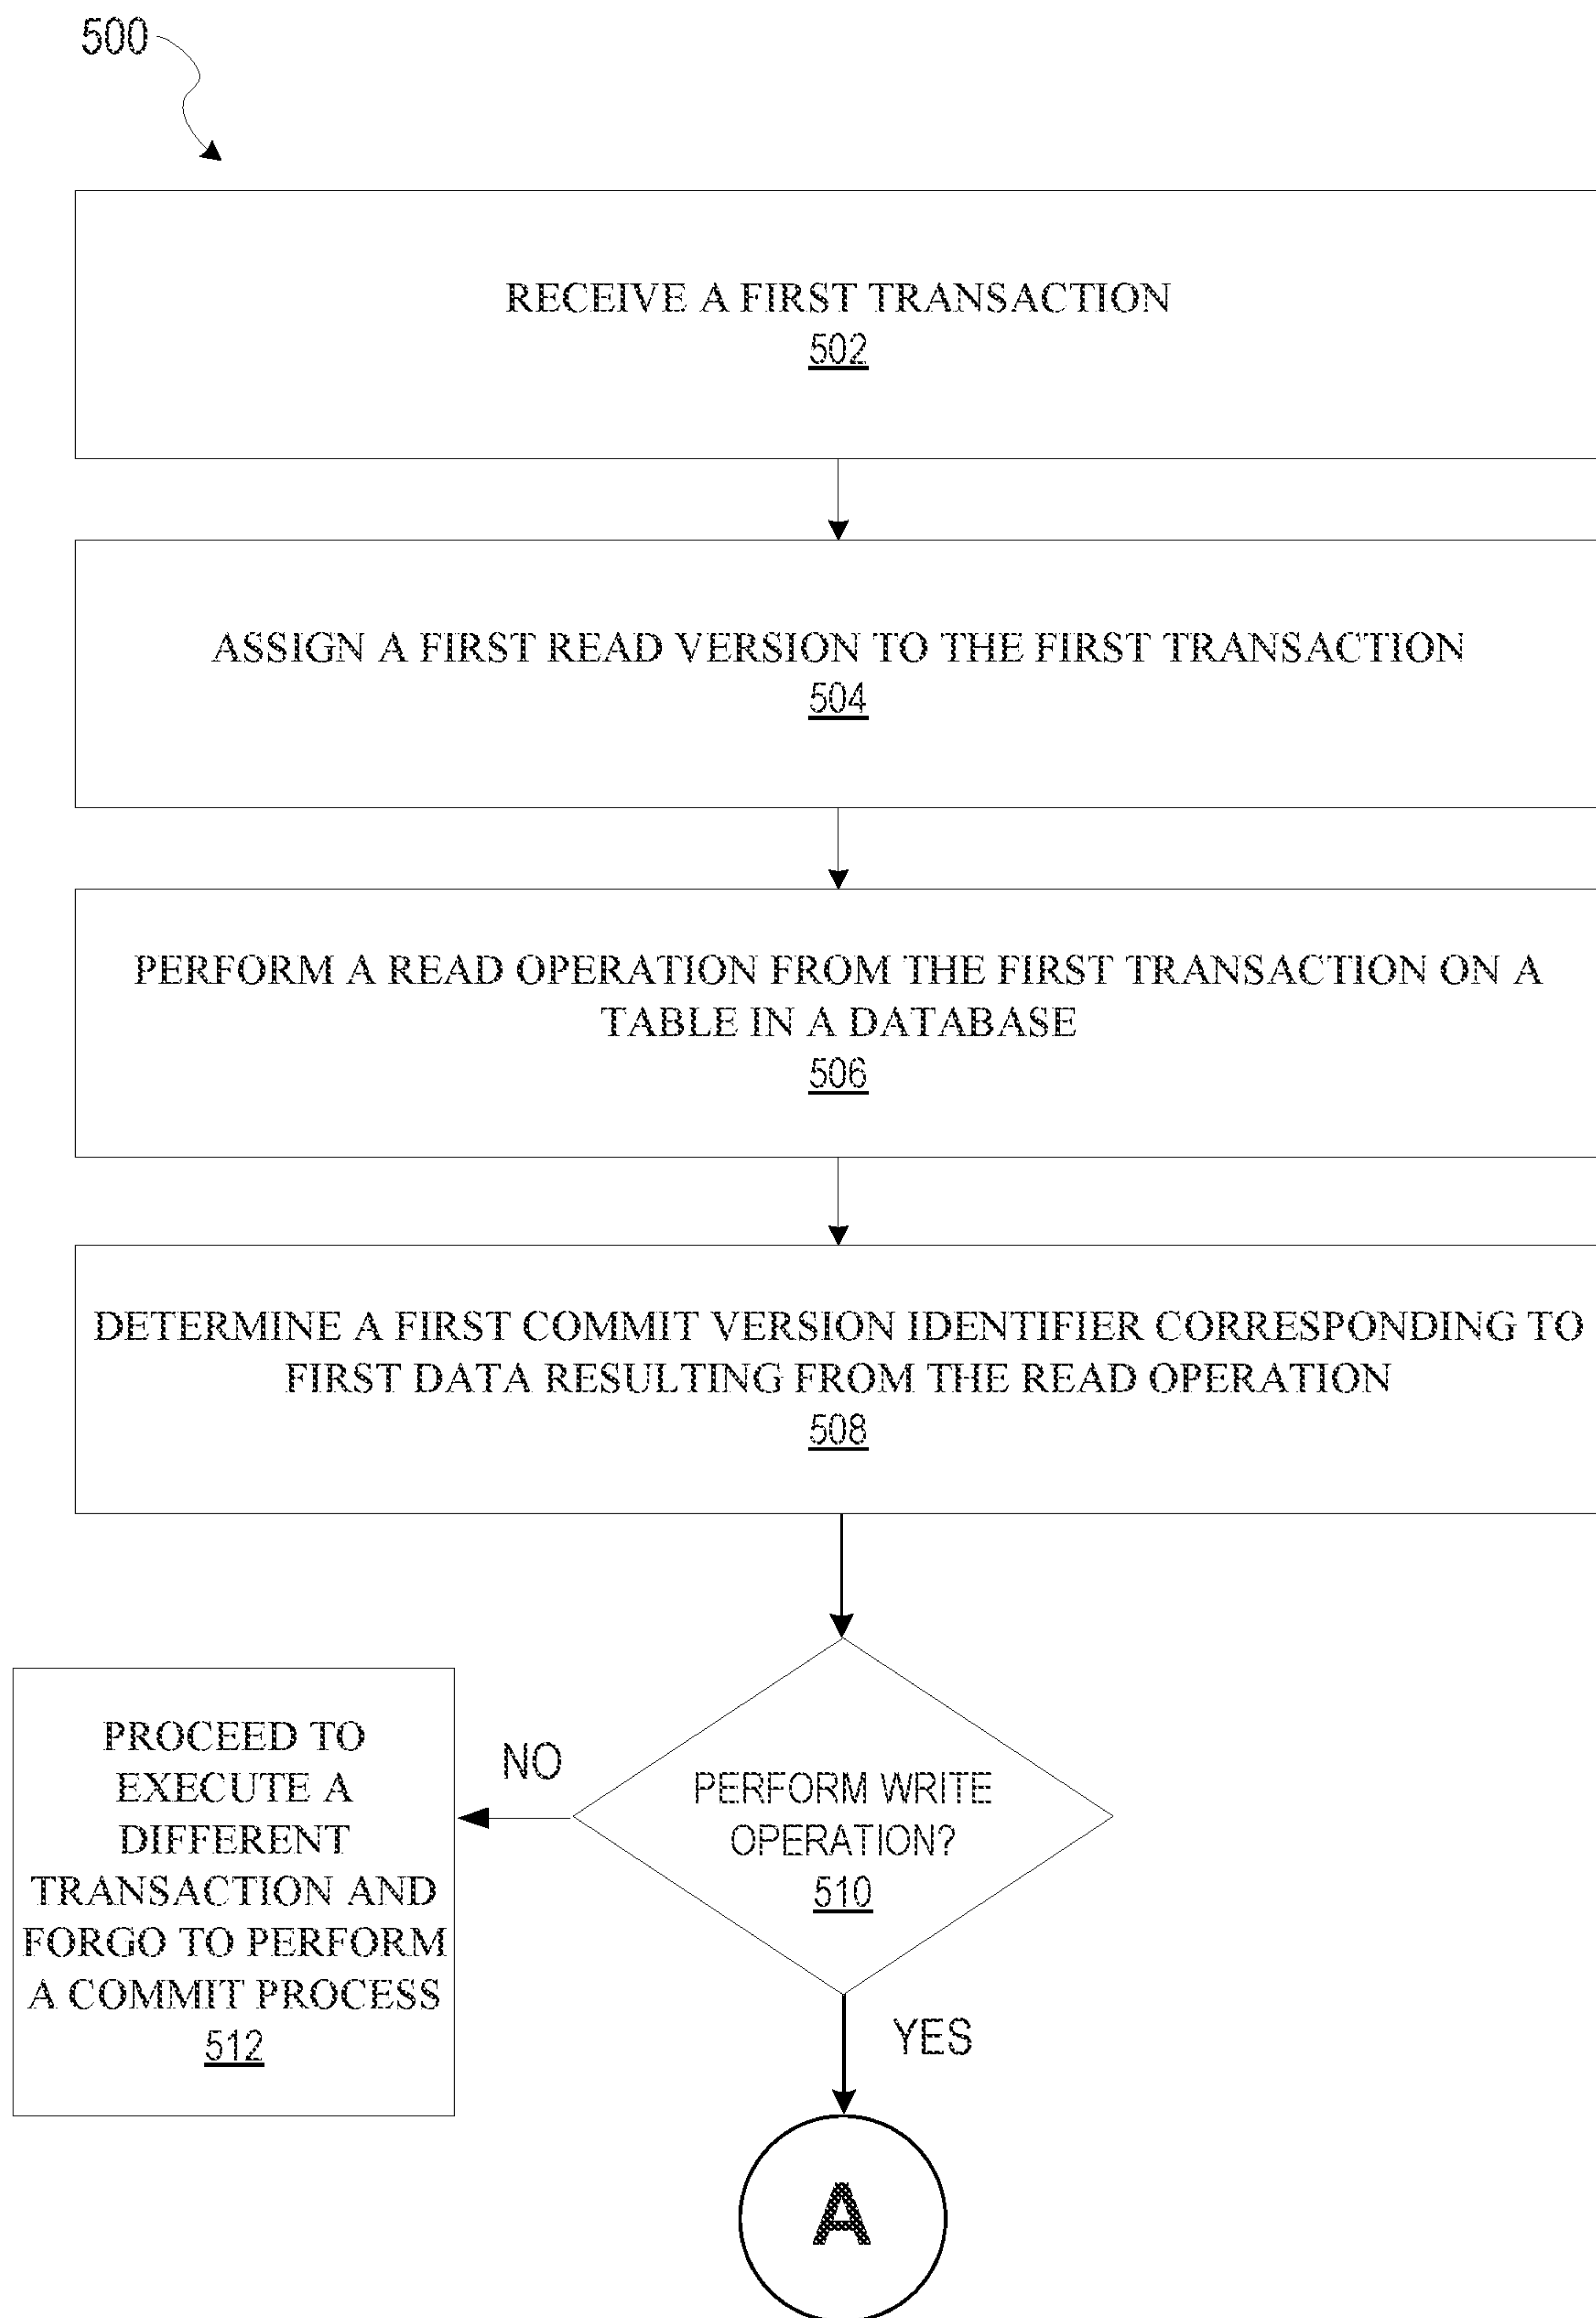 500
RECEIVE A FIRST TRANSACTION
502
ASSIGN A FIRST READ VERSION TO THE FIRST TRANSACTION
504
PERFORM A READ OPERATION FROM THE FIRST TRANSACTION ON A
TABLE IN A DATABASE
506
DETERMINE A FIRST COMMIT VERSION IDENTIFIER CORRESPONDING TO
FIRST DATA RESULTING FROM THE READ OPERATION
508
PERFORM WRITE
OPERATION?
510
NO
PROCEED TO
EXECUTE A
DIFFERENT
TRANSACTION AND
FORGO TO PERFORM
A COMMIT PROCESS
512
YES
A